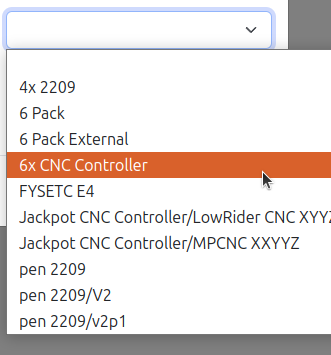 4x 2209
6 Pack
6 Pack External
6x CNC Controller
FYSETC E4
Jackpot CNC Controller/LowRider CNC XYYZ
Jackpot CNC Controller/MPCNC XXYYZ
pen 2209
pen 2209/V2
pen 2209/v2p1